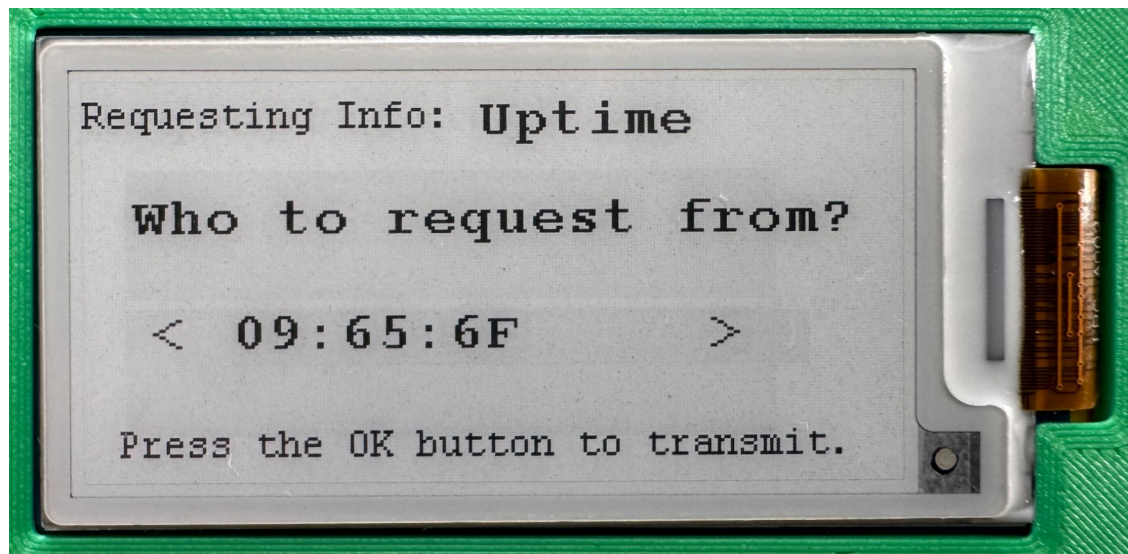 Requesting Info: Uptime
Who to request from?
< 09:65:6F >
Press the OK button to transmit.